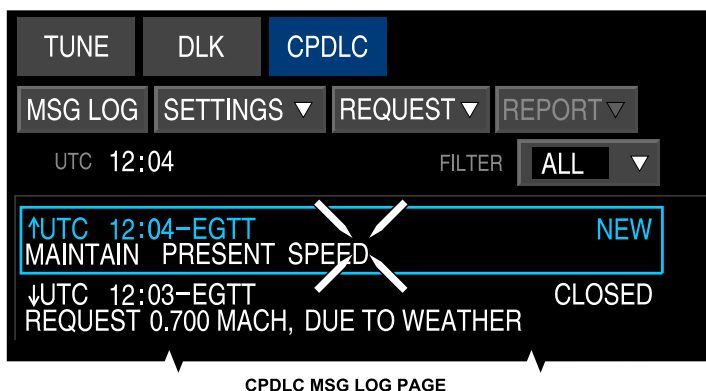 TUNE DLK CPDLC
MSG LOG SETTINGS REQUEST REPORT
UTC 12:04 FILTER ALL
↑UTC 12:04-EGTT NEW
MAINTAIN PRESENT SPEED
↓UTC 12:03-EGTT CLOSED
REQUEST 0.700 MACH, DUE TO WEATHER
CPDLC MSG LOG PAGE